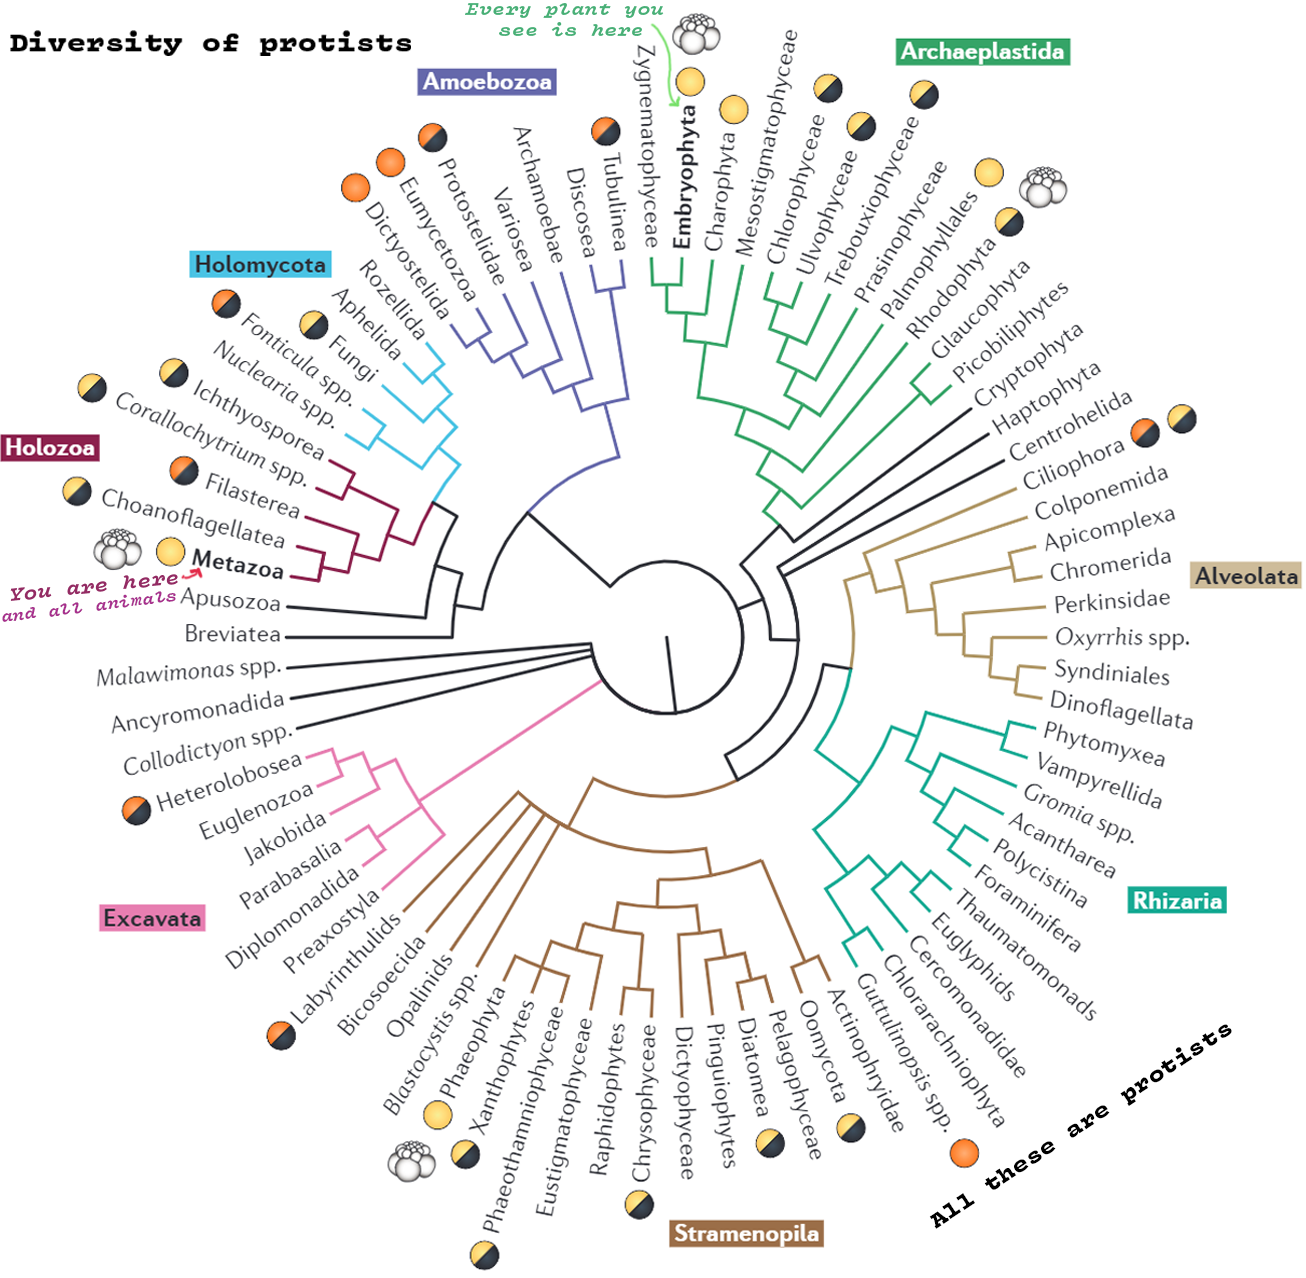 Every plant you
see is here
Diversity of protists
Amoebozoa
Archaeplastida
Holomycota
Holozoa
You are here
and all animals
Alveolata
Rhizaria
Excavata
Stramenopila
All these are protists
Zygnematophyceae
Embryophyta
Charophyta
Mesostigmatophyceae
Chlorophyceae
Ulvophyceae
Trebouxiophyceae
Prasinophyceae
Palmophyllales
Rhodophyta
Glaucophyta
Picobiliphytes
Cryptophyta
Haptophyta
Centrohelida
Ciliophora
Colponemida
Apicomplexa
Chromerida
Perkinsidae
Oxyrrhis spp.
Syndiniales
Dinoflagellata
Phytomyxea
Vampyrellida
Gromia spp.
Acantharea
Polycistina
Foraminifera
Thaumatomonads
Euglyphids
Cercomonadidae
Chlorarachniophyta
Guttulinopsis spp.
Actinophryidae
Oomycota
Pelagophyceae
Diatomea
Pinguiophytes
Dictyophyceae
Chrysophyceae
Raphidophytes
Eustigmatophyceae
Phaeothamniophyceae
Xanthophytes
Phaeophyta
Blastocystis spp.
Opalinids
Bicosoecida
Labyrinthulids
Preaxostyla
Diplomonadida
Parabasalia
Jakobida
Euglenozoa
Heterolobosea
Collodictyon spp.
Ancyromonadida
Malawimonas spp.
Breviatea
Apusozoa
Metazoa
Choanoflagellatea
Filasterea
Corallochytrium spp.
Ichthyosporea
Nuclearia spp.
Fonticula spp.
Fungi
Aphelida
Rozellida
Dictyostelida
Eumycetozoa
Protostelidae
Variosea
Archamoebae
Discosea
Tubulinea